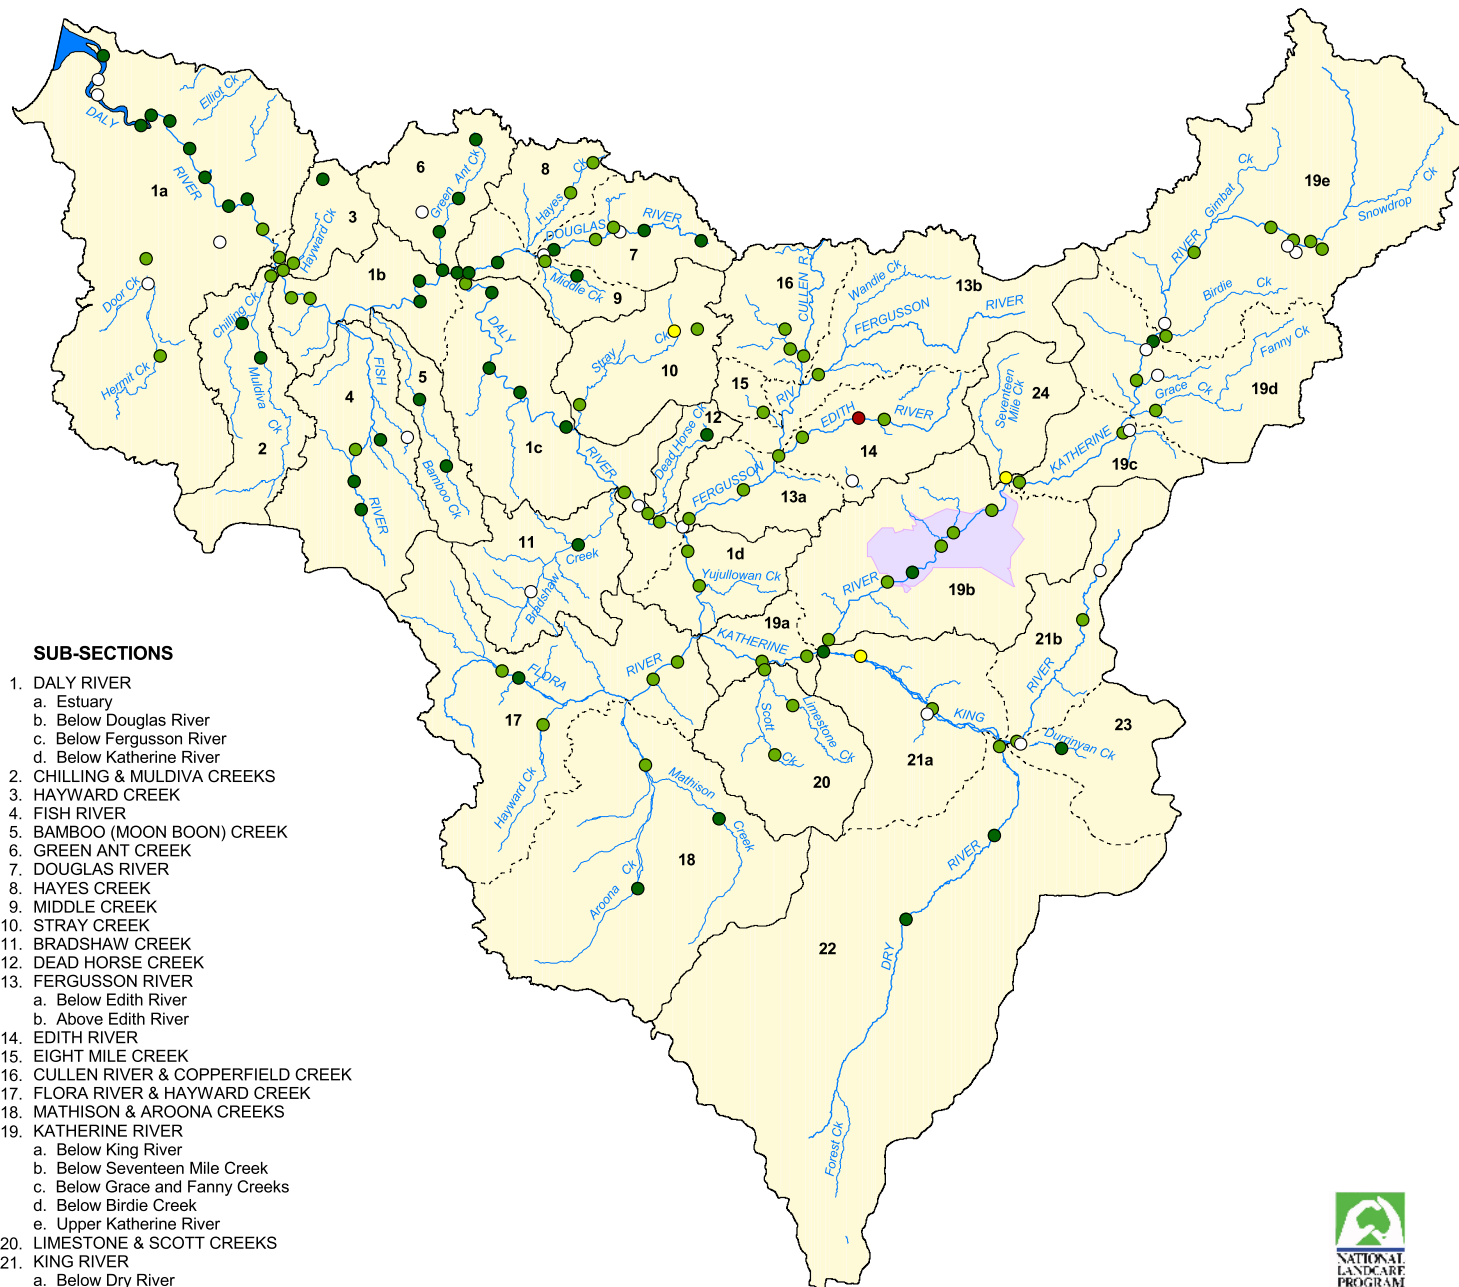 Elliot Ck
DALY
RIVER
1a
Door Ck
Hermit Ck
Chilling Ck
Muldiva
Ck
2
3
Hayward Ck
6
Green Ant Ck
8
Hayes
Ck
DOUGLAS
RIVER
7
Middle Ck
9
1b
DALY
FISH
4
RIVER
5
Bamboo Ck
1c
RIVER
Stray
Ck
10
12
Dead Horse Ck
16
CULLEN R
Wandie Ck
13b
FERGUSSON
RIVER
15
RIV
EDITH
RIVER
14
FERGUSSON
13a
24
Seventeen
Mile Ck
19e
Gimbat
Ck
RIVER
Snowdrop
Ck
Birdie
Ck
Fanny Ck
Grace
Ck
19d
KATHERINE
19c
11
Bradshaw
Creek
1d
Yujullowan Ck
19a
KATHERINE
RIVER
19b
21b
RIVER
23
Durrinyan Ck
KING
21a
FLORA
RIVER
17
Hayward Ck
Scott
Ck
Limestone
Ck
20
Mathison
Creek
18
Aroona
Ck
22
DRY
RIVER
Forest Ck
SUB-SECTIONS
1. DALY RIVER
a. Estuary
b. Below Douglas River
c. Below Fergusson River
d. Below Katherine River
2. CHILLING & MULDIVA CREEKS
3. HAYWARD CREEK
4. FISH RIVER
5. BAMBOO (MOON BOON) CREEK
6. GREEN ANT CREEK
7. DOUGLAS RIVER
8. HAYES CREEK
9. MIDDLE CREEK
10. STRAY CREEK
11. BRADSHAW CREEK
12. DEAD HORSE CREEK
13. FERGUSSON RIVER
a. Below Edith River
b. Above Edith River
14. EDITH RIVER
15. EIGHT MILE CREEK
16. CULLEN RIVER & COPPERFIELD CREEK
17. FLORA RIVER & HAYWARD CREEK
18. MATHISON & AROONA CREEKS
19. KATHERINE RIVER
a. Below King River
b. Below Seventeen Mile Creek
c. Below Grace and Fanny Creeks
d. Below Birdie Creek
e. Upper Katherine River
20. LIMESTONE & SCOTT CREEKS
21. KING RIVER
a. Below Dry River
NATIONAL
LANDCARE
PROGRAM